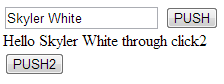 Skyler White PUSH
Hello Skyler White through click2
PUSH2